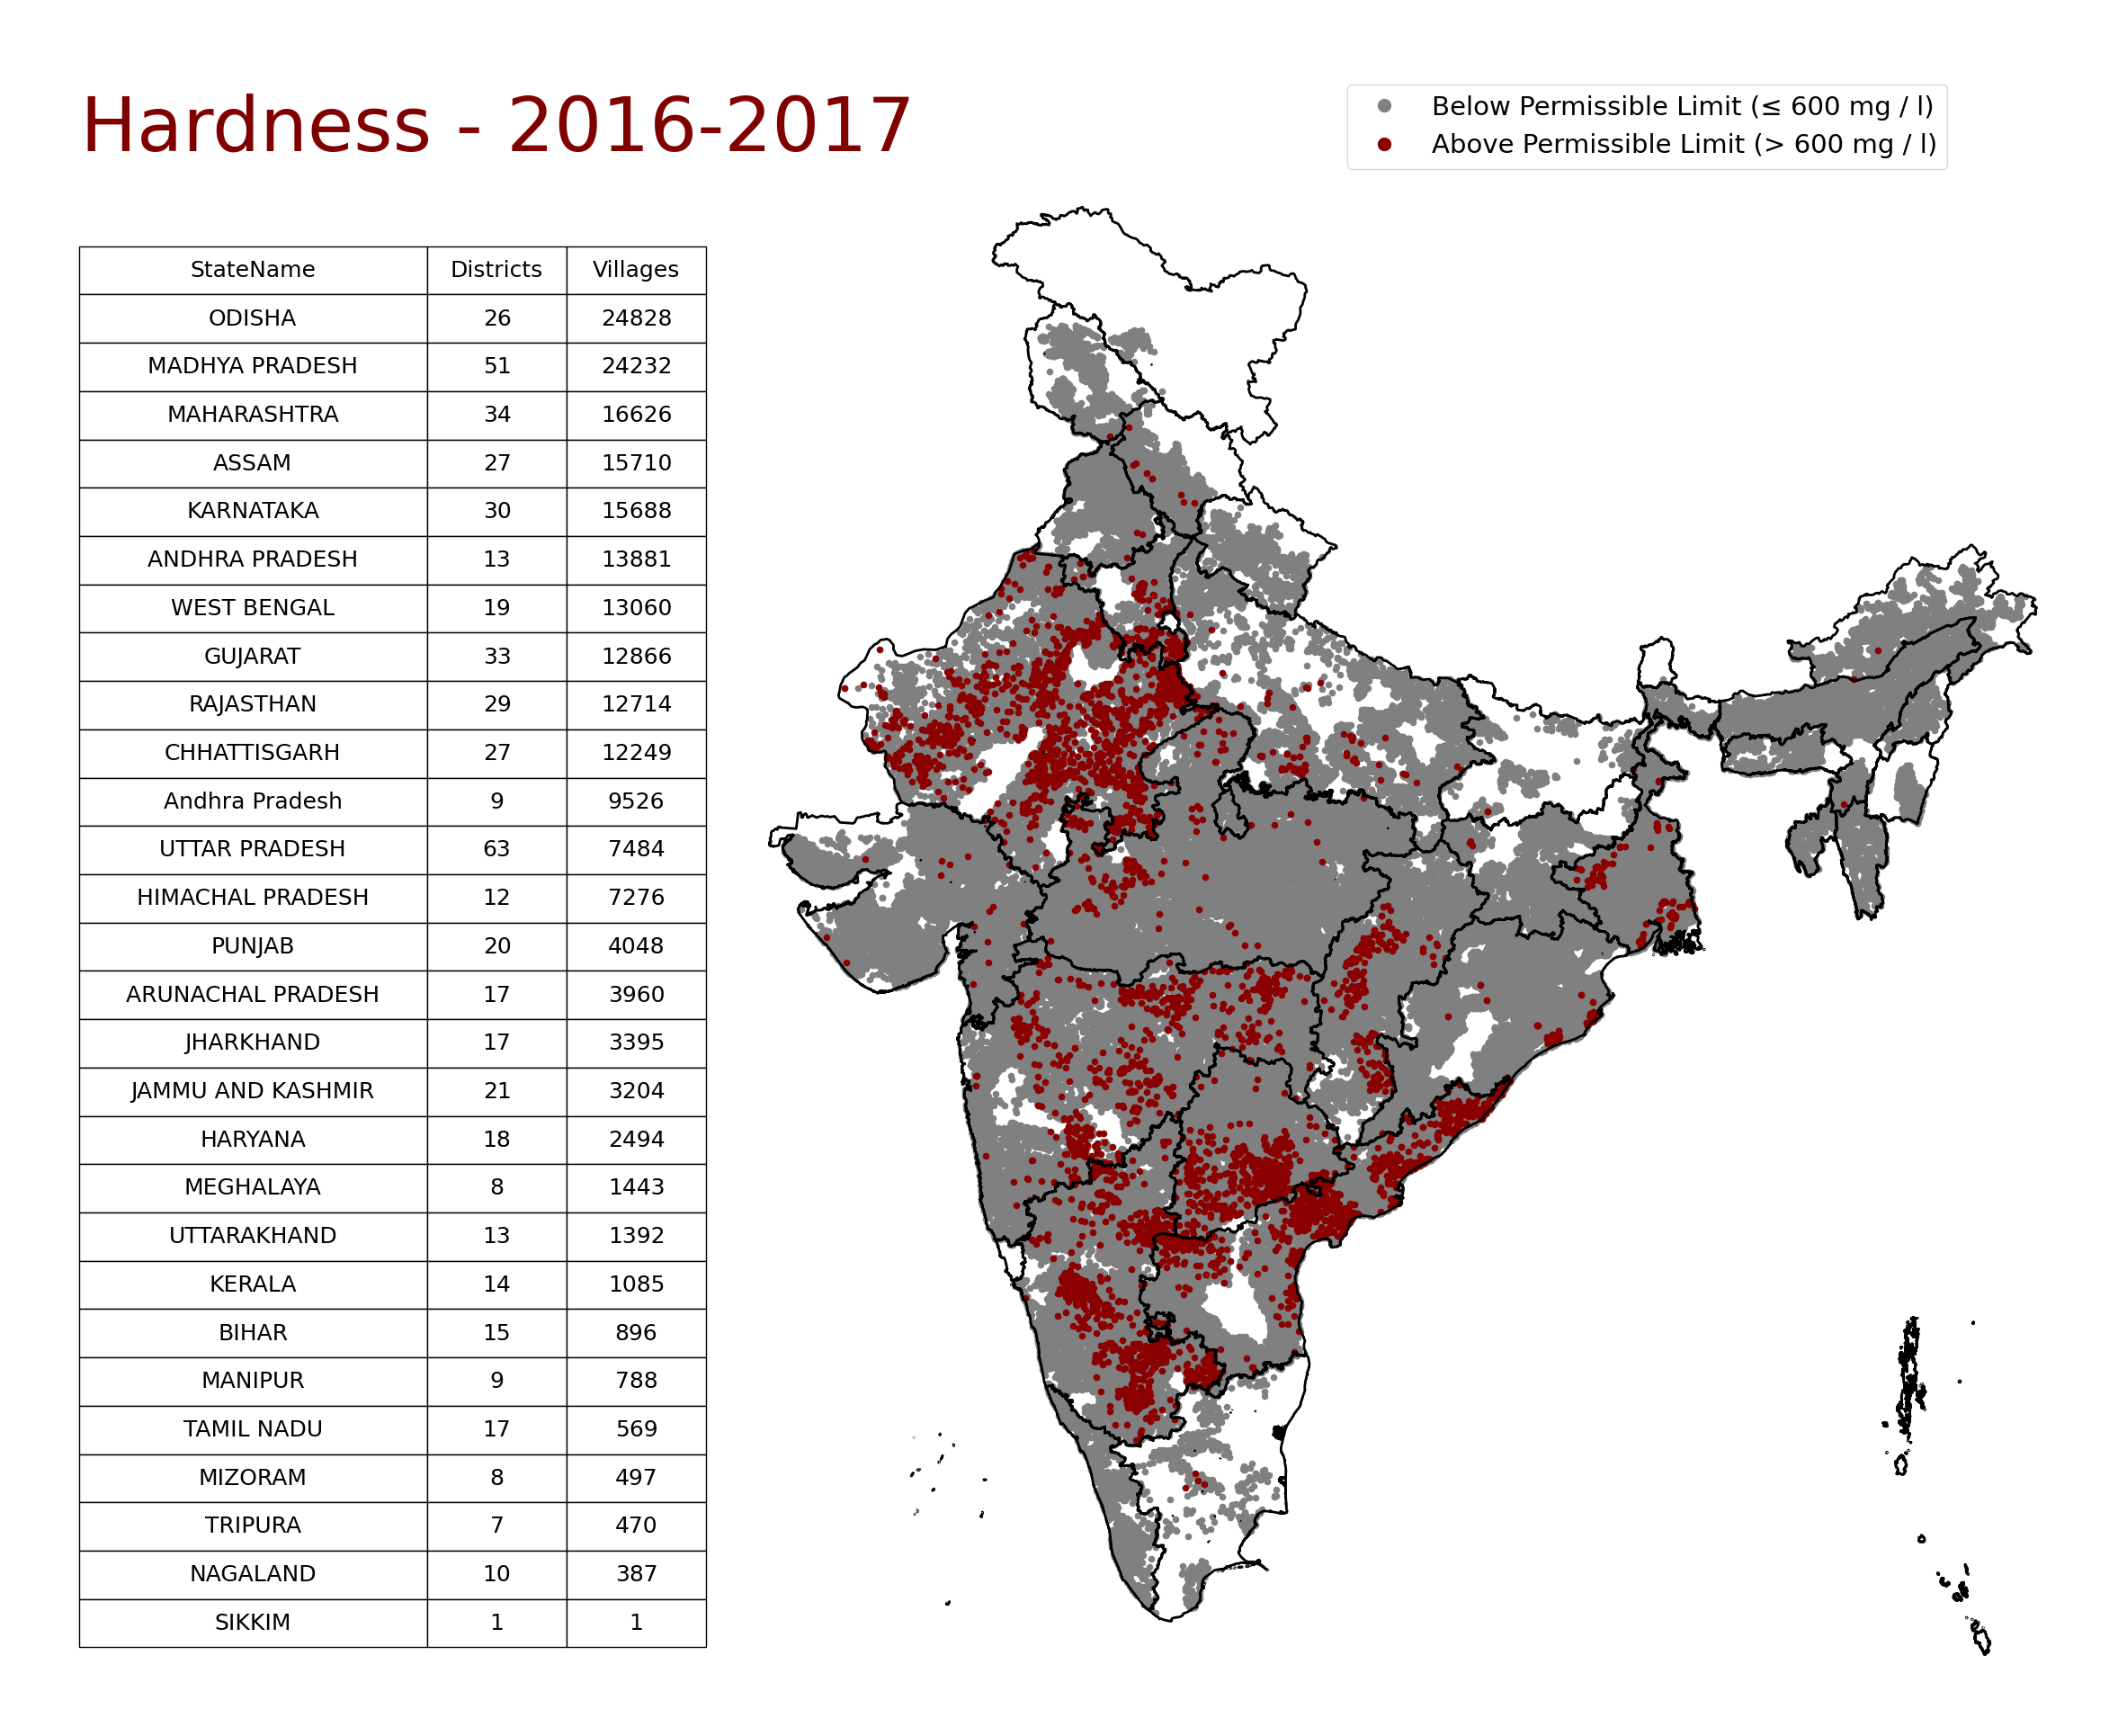 Hardness - 2016-2017
Below Permissible Limit (≤ 600 mg / l)
Above Permissible Limit (> 600 mg / l)
StateName Districts Villages
ODISHA 26 24828
MADHYA PRADESH 51 24232
MAHARASHTRA 34 16626
ASSAM 27 15710
KARNATAKA 30 15688
ANDHRA PRADESH 13 13881
WEST BENGAL 19 13060
GUJARAT 33 12866
RAJASTHAN 29 12714
CHHATTISGARH 27 12249
Andhra Pradesh 9 9526
UTTAR PRADESH 63 7484
HIMACHAL PRADESH 12 7276
PUNJAB 20 4048
ARUNACHAL PRADESH 17 3960
JHARKHAND 17 3395
JAMMU AND KASHMIR 21 3204
HARYANA 18 2494
MEGHALAYA 8 1443
UTTARAKHAND 13 1392
KERALA 14 1085
BIHAR 15 896
MANIPUR 9 788
TAMIL NADU 17 569
MIZORAM 8 497
TRIPURA 7 470
NAGALAND 10 387
SIKKIM 1 1